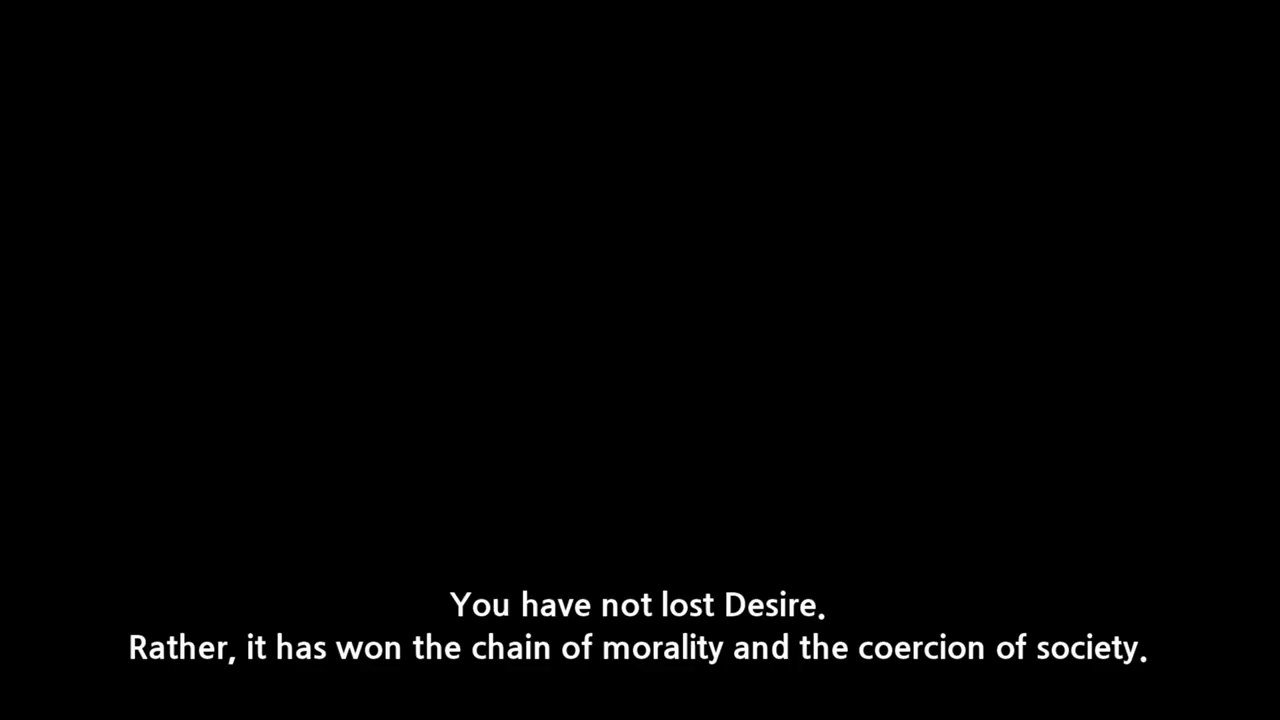 You have not lost Desire.
Rather, it has won the chain of morality and the coercion of society.